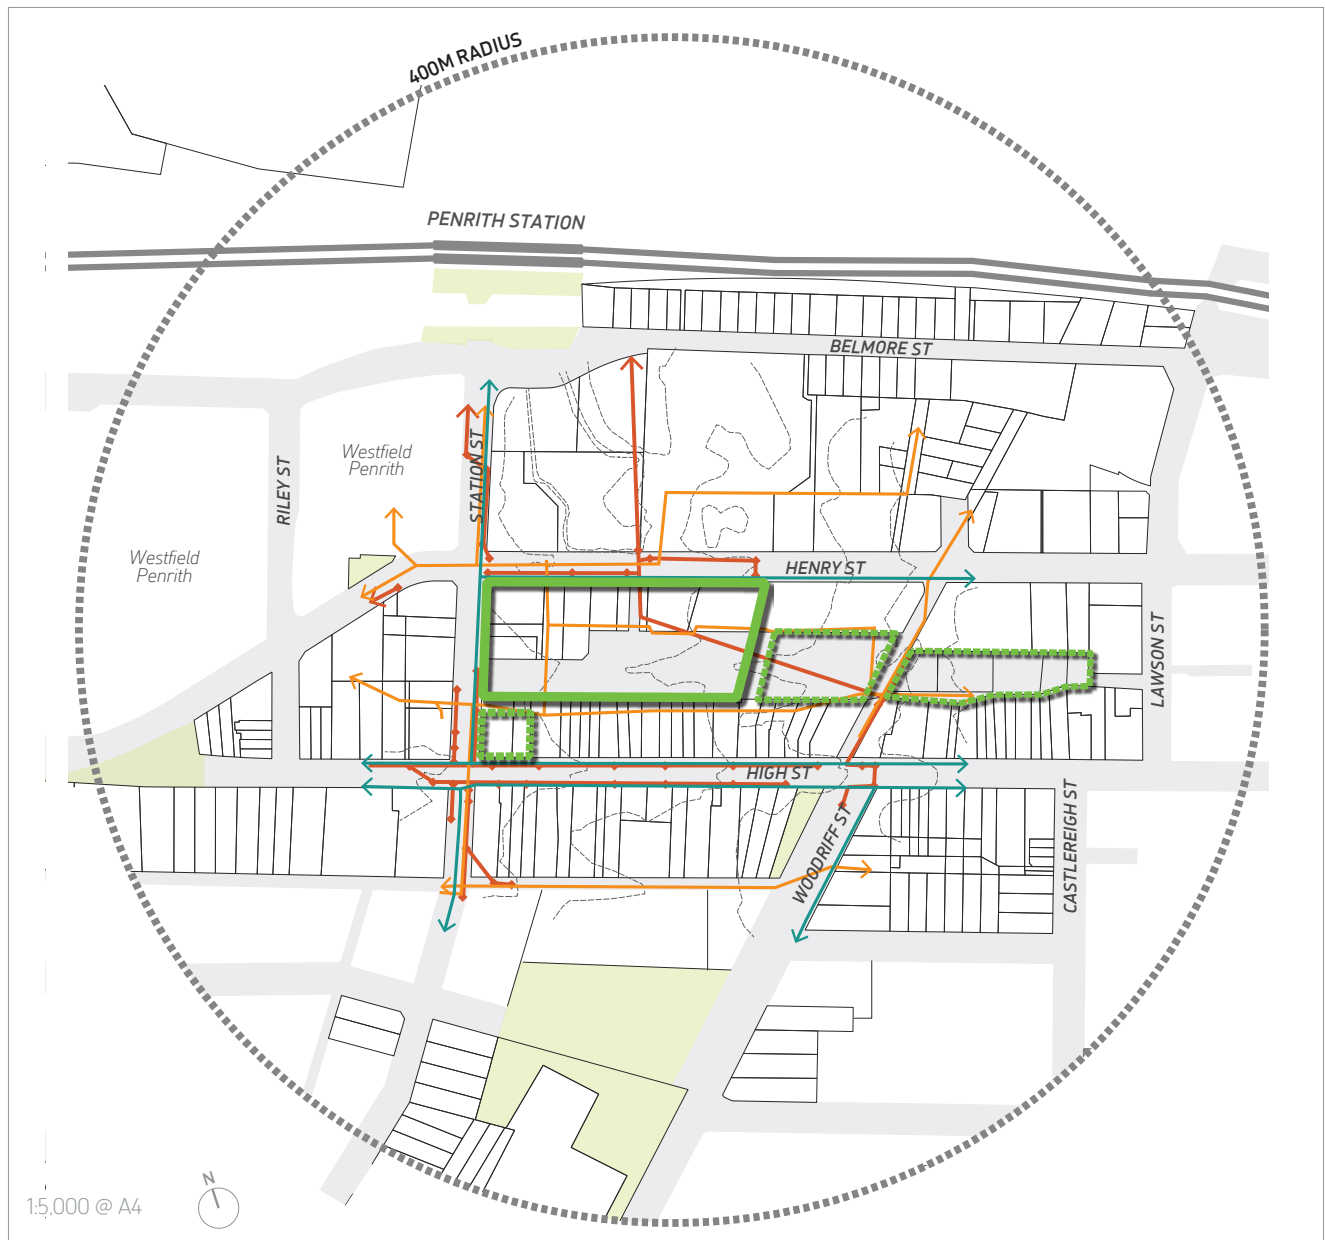 400M RADIUS
PENRITH STATION
BELMORE ST
Westfield
Penrith
STATION ST
RILEY ST
Westfield
Penrith
HENRY ST
LAWSON ST
HIGH ST
WOODRIFF ST
CASTLEREIGH ST
N
1:5,000 @ A4